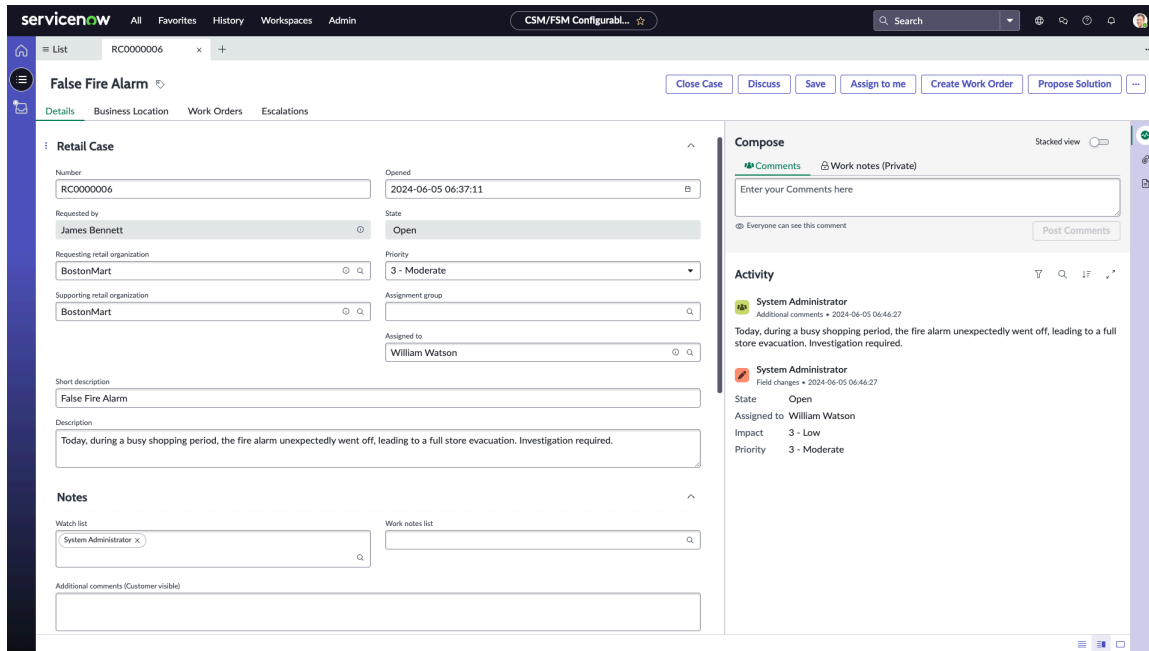 servicenow All Favorites History Workspaces Admin CSM/FSM Configurabl... Search
List RC0000006
False Fire Alarm Close Case Discuss Save Assign to me Create Work Order Propose Solution
Details Business Location Work Orders Escalations
Retail Case
Number
RC0000006
Opened
2024-06-05 06:37:11
Requested by
James Bennett
State
Open
Requesting retail organization
BostonMart
Priority
3 - Moderate
Supporting retail organization
BostonMart
Assignment group
Assigned to
William Watson
Short description
False Fire Alarm
Description
Today, during a busy shopping period, the fire alarm unexpectedly went off, leading to a full store evacuation. Investigation required.
Notes
Watch list
System Administrator
Work notes list
Additional comments (Customer visible)
Compose
Stacked view
Comments Work notes (Private)
Enter your Comments here
Everyone can see this comment
Post Comments
Activity
System Administrator
Additional comments • 2024-06-05 06:46:27
Today, during a busy shopping period, the fire alarm unexpectedly went off, leading to a full
store evacuation. Investigation required.
System Administrator
Field changes • 2024-06-05 06:46:27
State Open
Assigned to William Watson
Impact 3 - Low
Priority 3 - Moderate